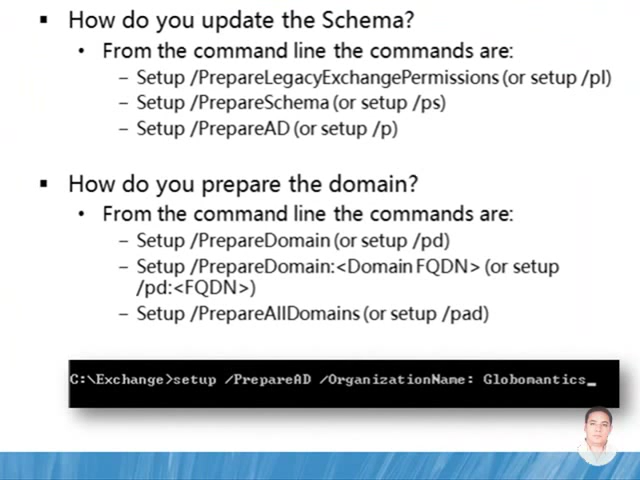 ▪ How do you update the Schema?
• From the command line the commands are:
– Setup /PrepareLegacyExchangePermissions (or setup /pl)
– Setup /PrepareSchema (or setup /ps)
– Setup /PrepareAD (or setup /p)
▪ How do you prepare the domain?
• From the command line the commands are:
– Setup /PrepareDomain (or setup /pd)
– Setup /PrepareDomain:<Domain FQDN> (or setup
/pd:<FQDN>)
– Setup /PrepareAllDomains (or setup /pad)
C:\Exchange>setup /PrepareAD /OrganizationName: Globomantics_